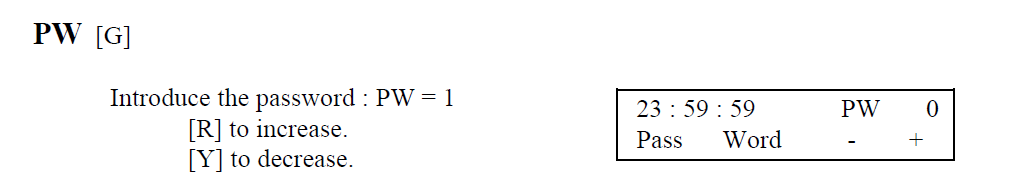 PW [G]
Introduce the password : PW = 1
[R] to increase.
[Y] to decrease.
23 : 59 : 59 PW 0
Pass Word - +